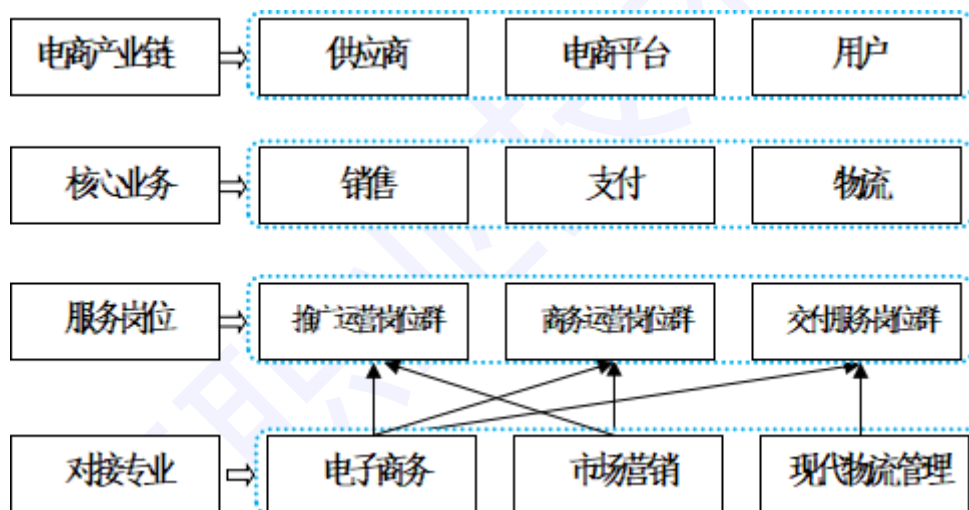 电商产业链 供应商 电商平台 用户
核心业务 销售 支付 物流
服务岗位 推广运营岗位群 商务运营岗位群 交付服务岗位群
对接专业 电子商务 市场营销 现代物流管理